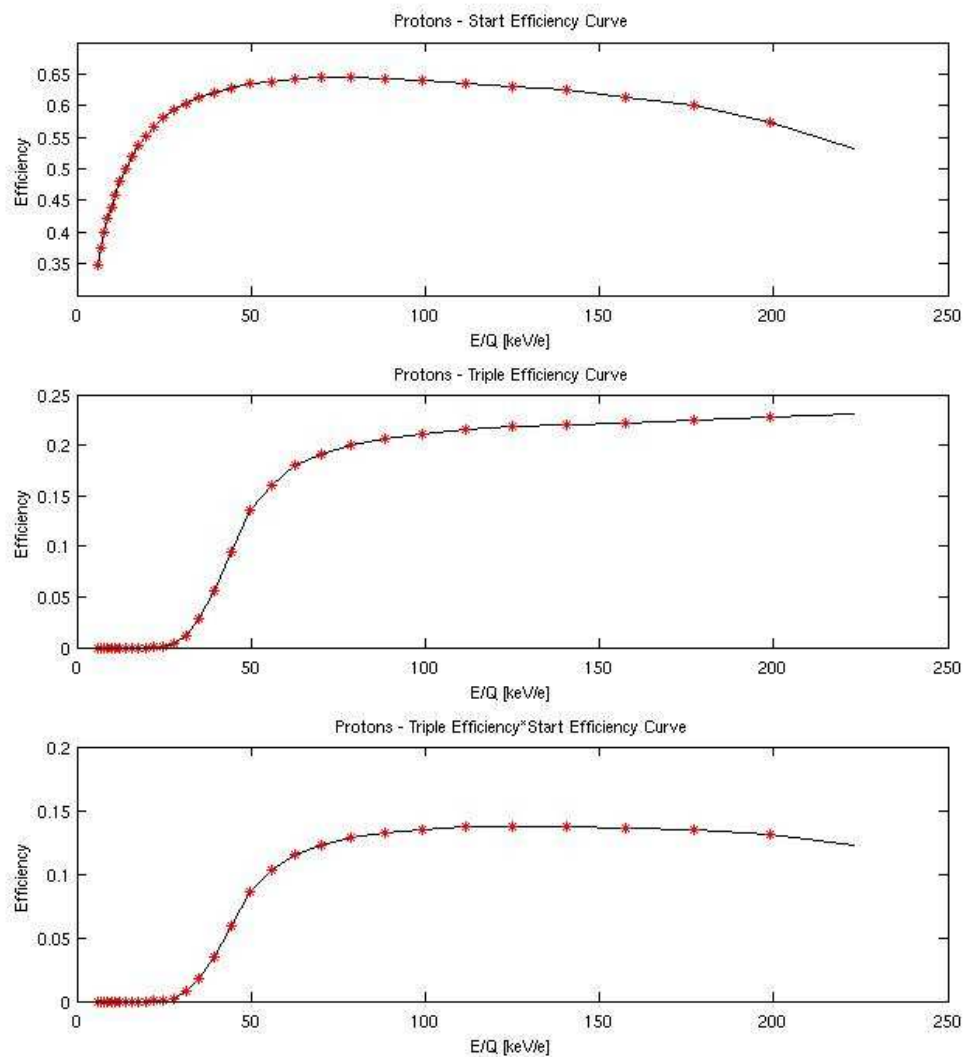 Protons - Start Efficiency Curve
0.65
0.6
0.55
0.5
0.45
0.4
0.35
Efficiency
0 50 100 150 200 250
E/Q [keV/e]
Protons - Triple Efficiency Curve
0.25
0.2
0.15
0.1
0.05
0
Efficiency
0 50 100 150 200 250
E/Q [keV/e]
Protons - Triple Efficiency*Start Efficiency Curve
0.2
0.15
0.1
0.05
0
Efficiency
0 50 100 150 200 250
E/Q [keV/e]